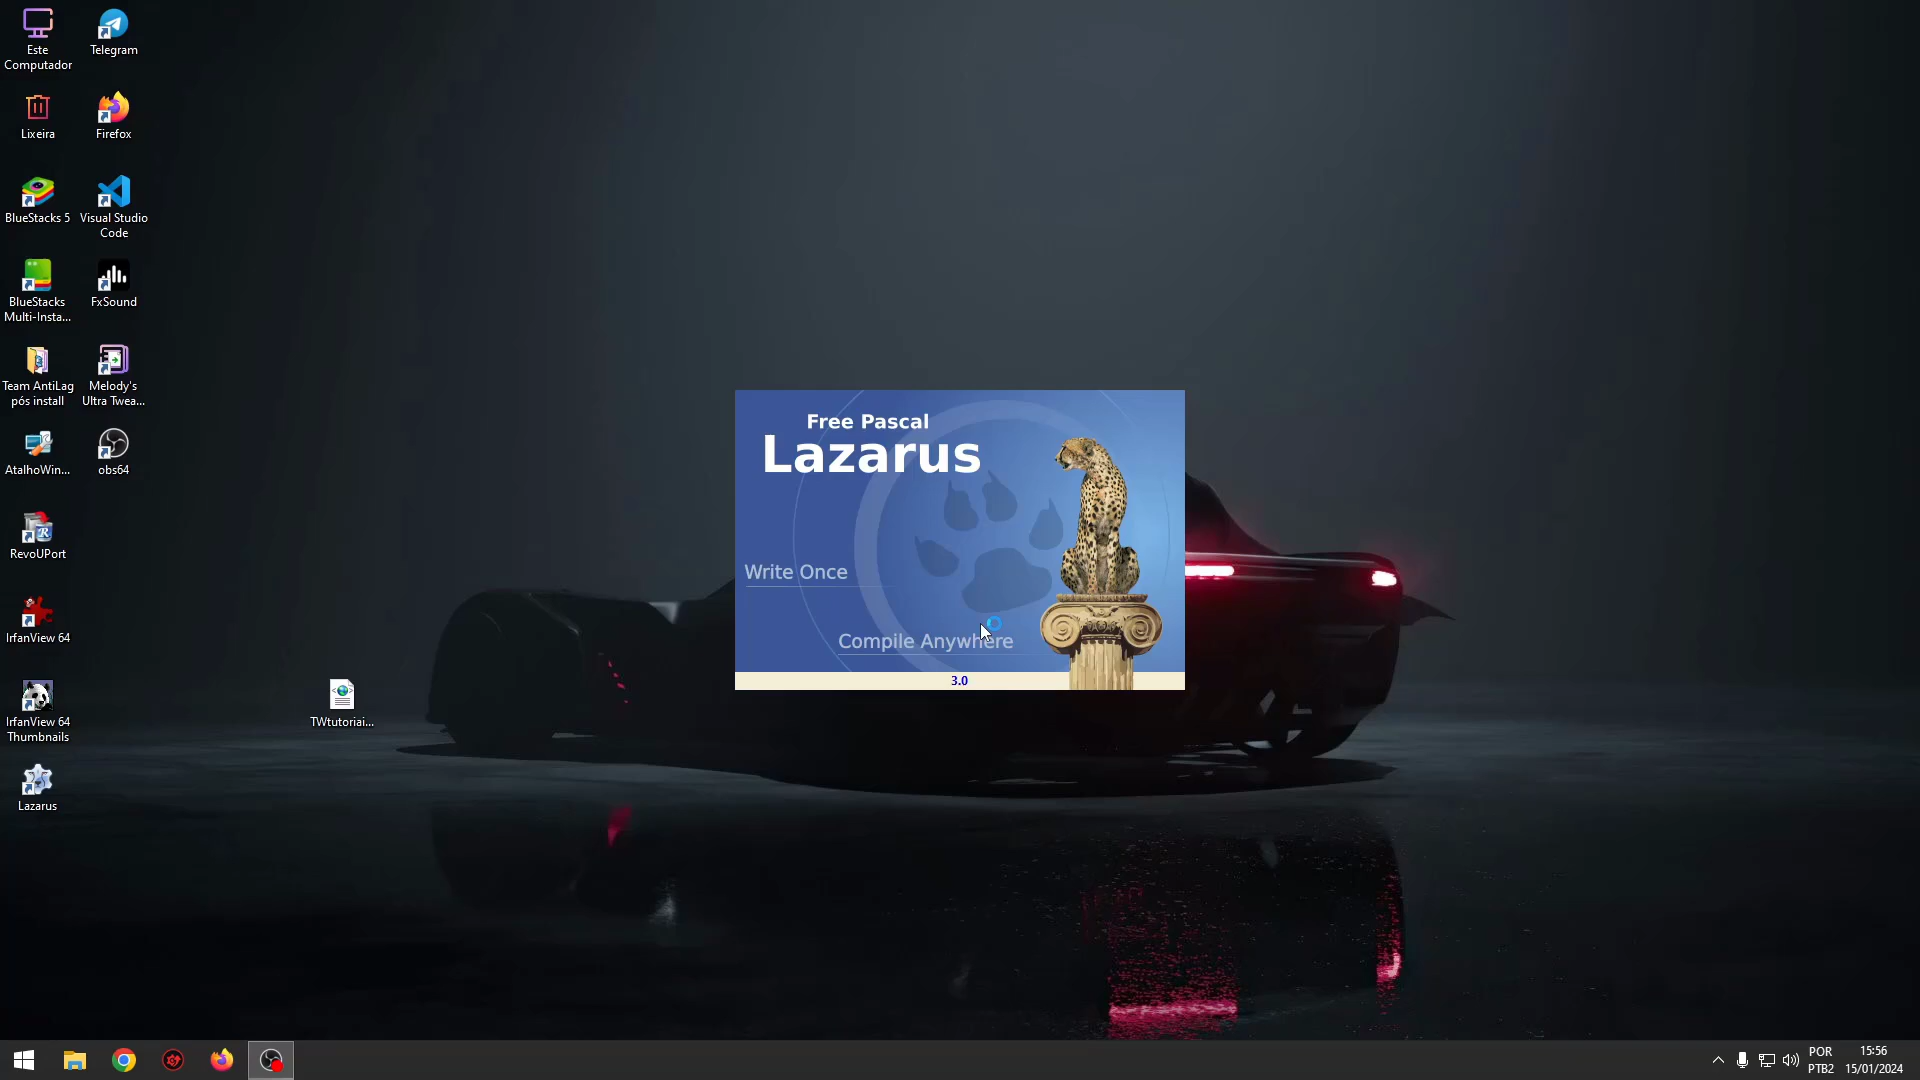 Este
Computador
Telegram
Lixeira
Firefox
BlueStacks 5
Visual Studio
Code
BlueStacks
Multi-Insta...
FxSound
Team AntiLag
pós install
Melody's
Ultra Twea...
AtalhoWin...
obs64
RevoUPort
IrfanView 64
IrfanView 64
Thumbnails
Lazarus
TWtutoriai...
Free Pascal
Lazarus
Write Once
Compile Anywhere
3.0
POR
PTB2
15:56
15/01/2024